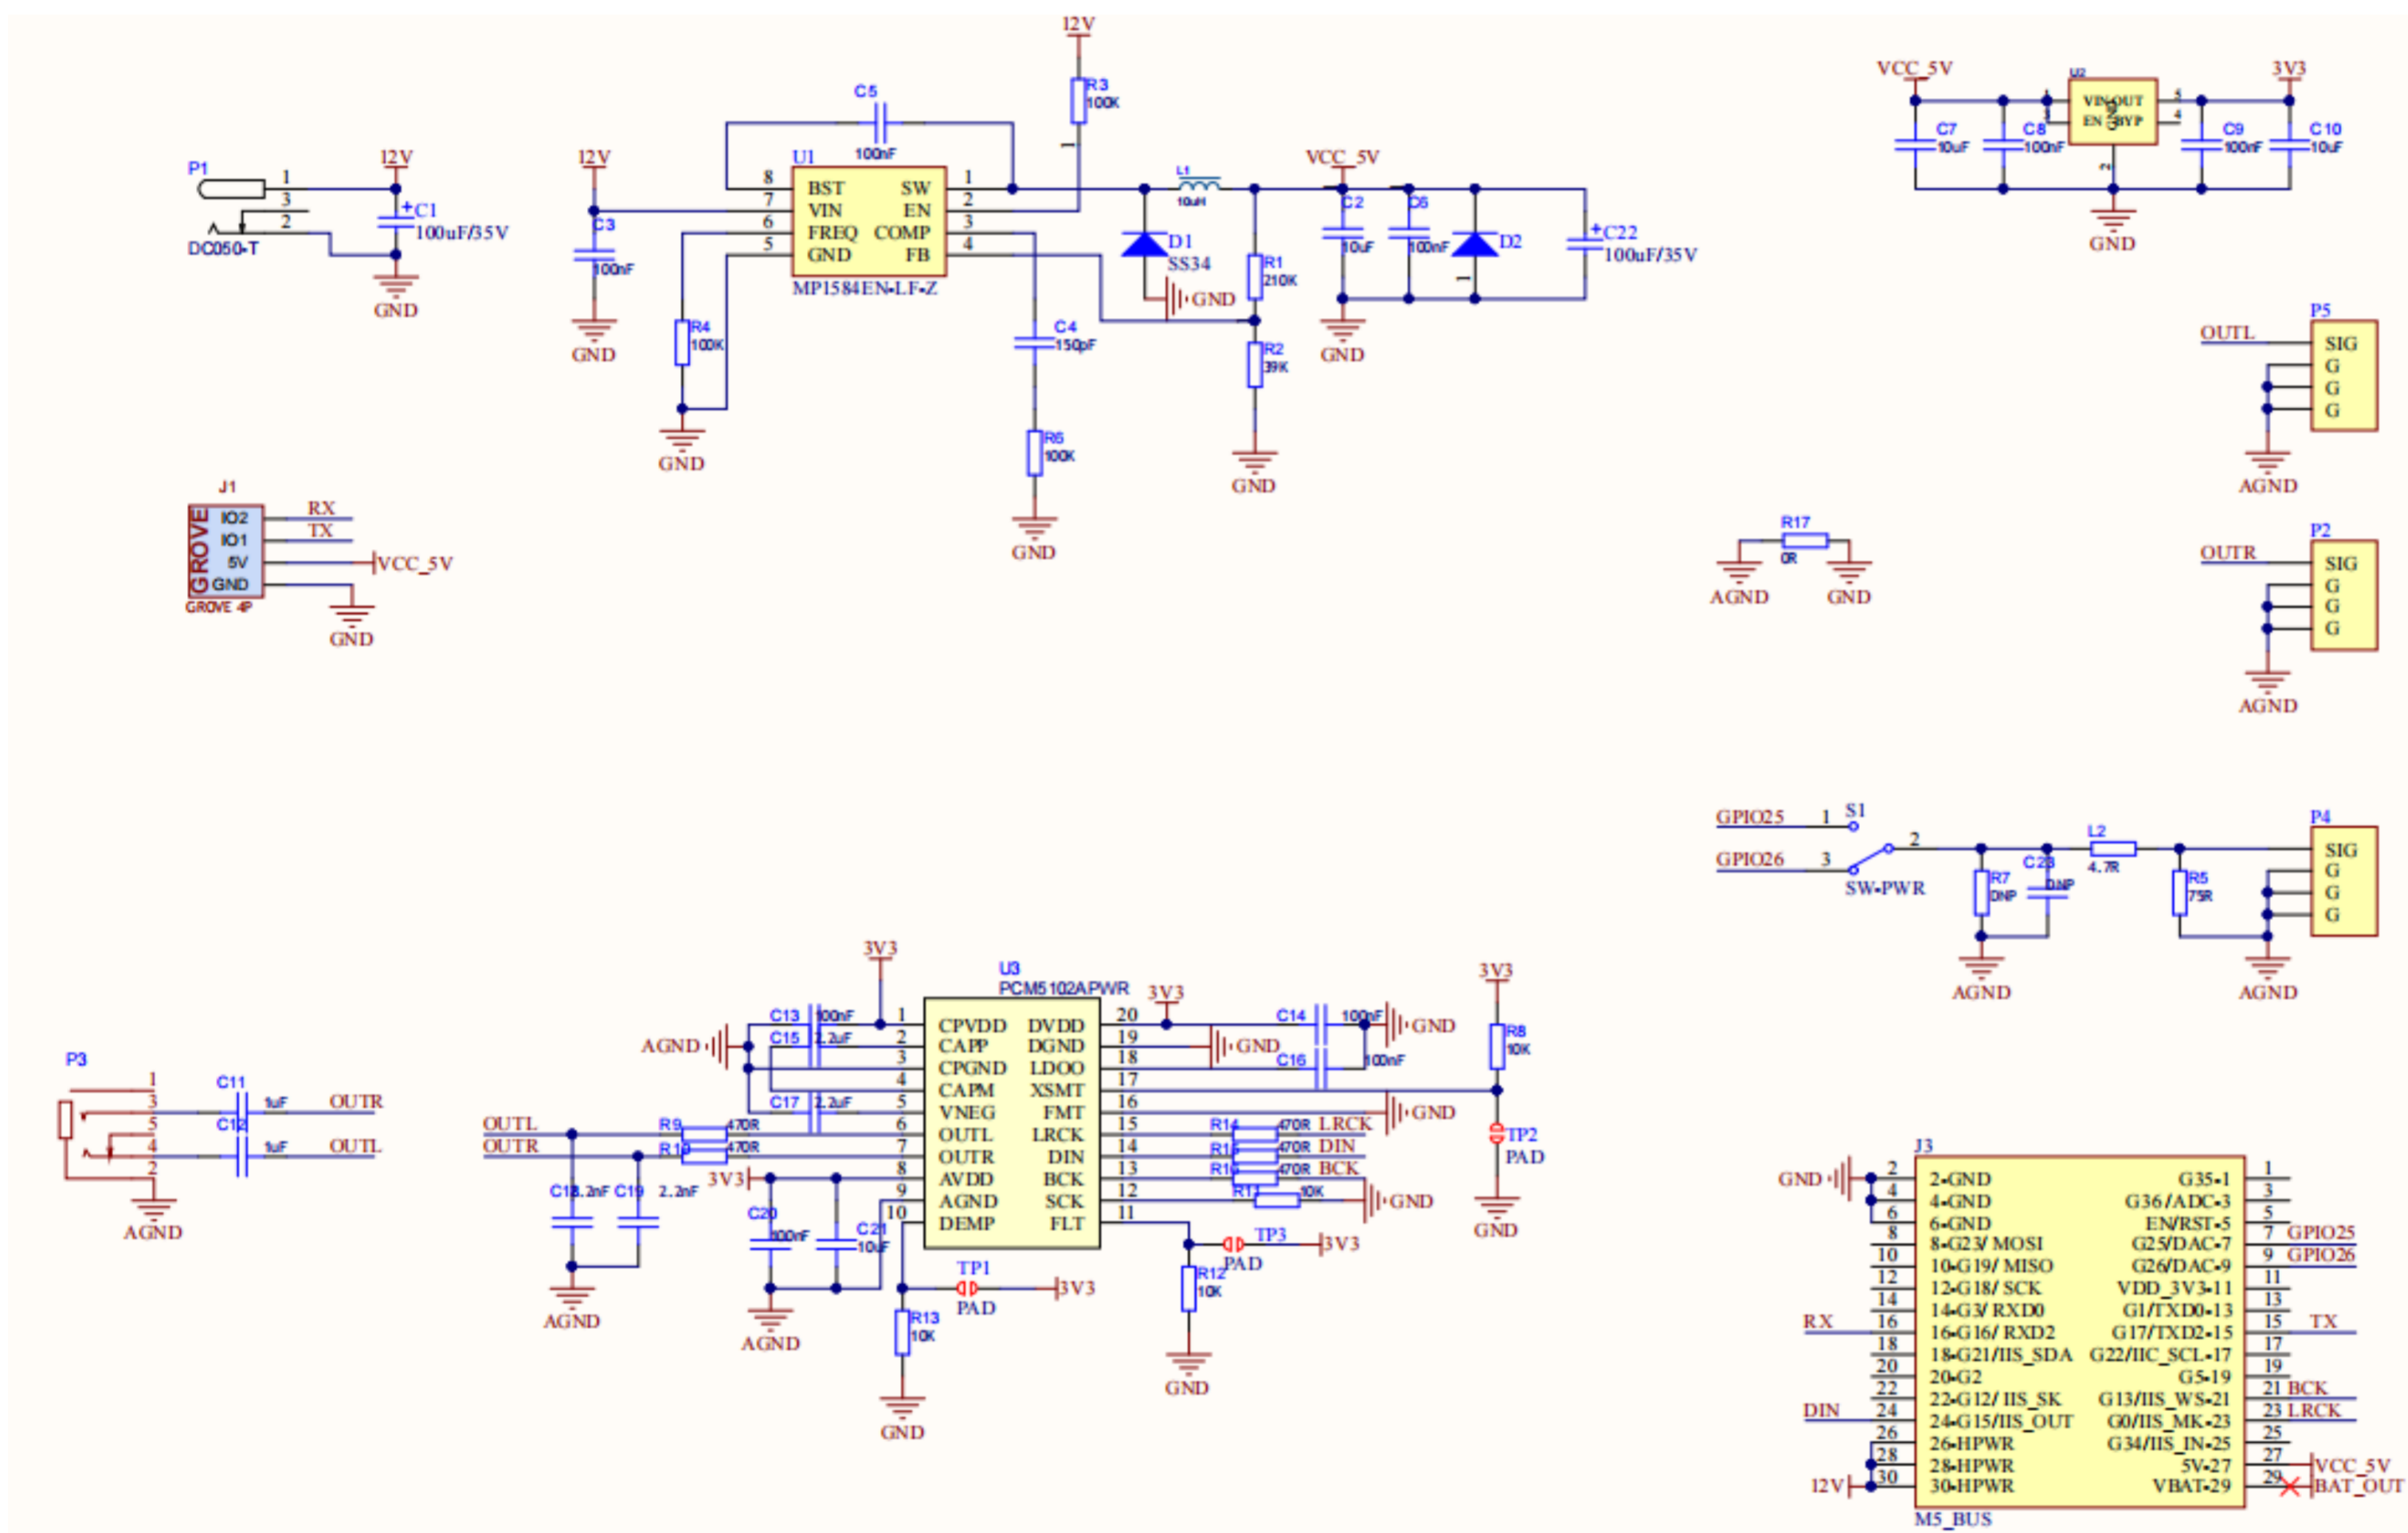 12V
R3
100K
1
C5
100nF
P1
1
3
2
DC050-T
12V
C1
100uF/35V
GND
12V
C3
100nF
GND
U1
8 BST SW 1
7 VIN EN 2
6 FREQ COMP 3
5 GND FB 4
MP1584EN-LF-Z
R4
100K
GND
C4
150pF
R6
100K
GND
D1
SS34
GND
L1
10uH
R1
210K
R2
39K
GND
VCC_5V
C2
10uF
C6
100nF
D2
1
C22
100uF/35V
GND
VCC_5V
U2
3V3
1 VIN OUT 5
3 EN BYP 4
GND
2
C7
10uF
C8
100nF
C9
100nF
C10
10uF
GND
P5
OUTL
SIG
G
G
G
AGND
J1
GROVE
IO2 RX
IO1 TX
5V VCC_5V
GND
GROVE 4P
GND
R17
0R
AGND
GND
P2
OUTR
SIG
G
G
G
AGND
GPIO25 1 S1
GPIO26 3
2
SW-PWR
R7
DNP
C23
DNP
L2
4.7R
R5
75R
P4
SIG
G
G
G
AGND
AGND
P3
1
3
5
4
2
C11
1uF
OUTR
C12
1uF
OUTL
AGND
3V3
U3
PCM5102APWR
3V3
1 CPVDD DVDD 20
2 CAPP DGND 19
3 CPGND LDOO 18
4 CAPM XSMT 17
5 VNEG FMT 16
6 OUTL LRCK 15
7 OUTR DIN 14
8 AVDD BCK 13
9 AGND SCK 12
10 DEMP FLT 11
C13 100nF
AGND
C15 2.2uF
C17 2.2uF
OUTL R9 470R
OUTR R10 470R
C18 2.2nF C19 2.2nF
AGND
3V3
C20
100nF
C21
10uF
AGND
TP1
PAD
3V3
R13
10K
GND
C14 100nF GND
GND
C16 100nF
GND
R14 470R LRCK
R15 470R DIN
R16 470R BCK
R11 10K GND
TP3
PAD
3V3
R12
10K
GND
3V3
R8
10K
TP2
PAD
GND
J3
GND 2 2-GND G35-1 1
4 4-GND G36/ADC-3 3
6 6-GND EN/RST-5 5
8 8-G23/ MOSI G25/DAC-7 7 GPIO25
10 10-G19/ MISO G26/DAC-9 9 GPIO26
12 12-G18/ SCK VDD_3V3-11 11
14 14-G3/ RXD0 G1/TXD0-13 13
RX 16 16-G16/ RXD2 G17/TXD2-15 15 TX
18 18-G21/IIS_SDA G22/IIC_SCL-17 17
20 20-G2 G5-19 19
22 22-G12/ IIS_SK G13/IIS_WS-21 21 BCK
DIN 24 24-G15/IIS_OUT G0/IIS_MK-23 23 LRCK
26 26-HPWR G34/IIS_IN-25 25
28 28-HPWR 5V-27 27 VCC_5V
12V 30 30-HPWR VBAT-29 29 BAT_OUT
M5_BUS